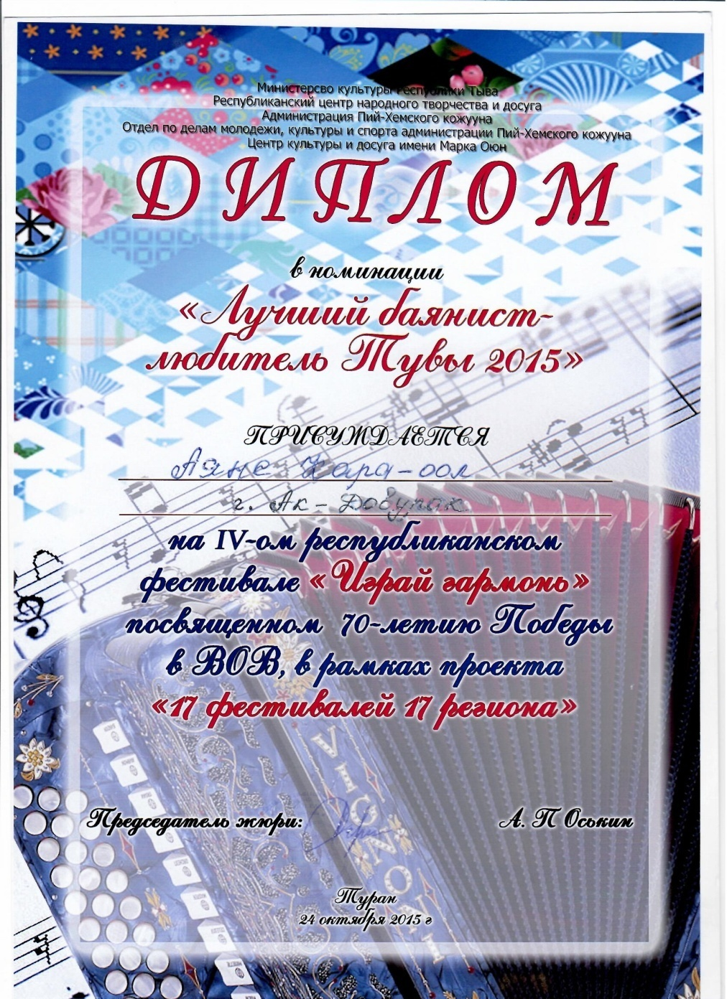 Министерсво культуры Республики Тыва
Республиканский центр народного творчества и досуга
Администрация Пий-Хемского кожууна
Отдел по делам молодежи, культуры и спорта администрации Пий-Хемского кожууна
Центр культуры и досуга имени Марка Оюн
ДИПЛОМ
в номинации
«Лучший баянист-
любитель Тувы 2015»
ПРИСУЖДАЕТСЯ
Аяне Кара-оол
г. Ак-Довурак
на IV-ом республиканском
фестивале «Играй гармонь»
посвященном 70-летию Победы
в ВОВ, в рамках проекта
«17 фестивалей 17 региона»
VIGNONI
Председатель жюри:
А. П Оськин
Туран
24 октября 2015 г